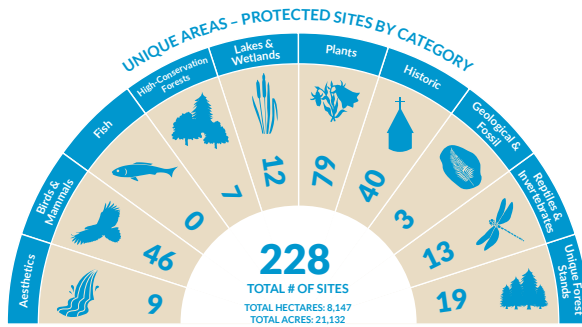 UNIQUE AREAS – PROTECTED SITES BY CATEGORY
Aesthetics
9
Birds &
Mammals
46
Fish
0
High-Conservation
Forests
7
Lakes &
Wetlands
12
Plants
79
Historic
40
Geological &
Fossil
3
Reptiles &
Invertebrates
13
Unique Forest
Stands
19
228
TOTAL # OF SITES
TOTAL HECTARES: 8,147
TOTAL ACRES: 21,132